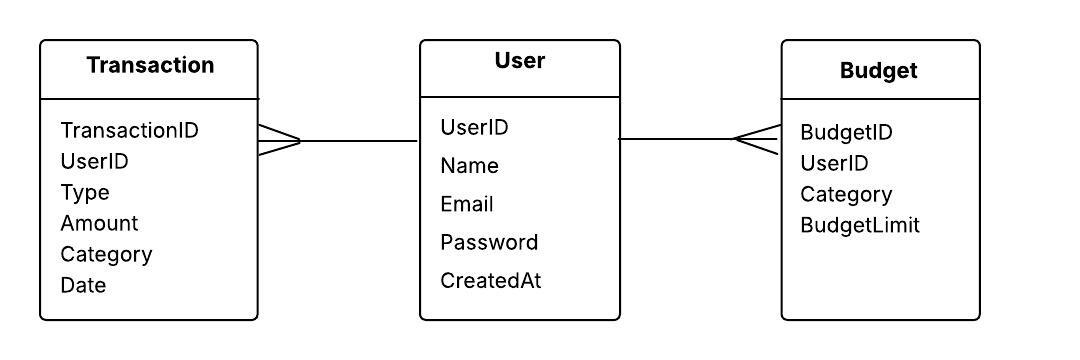 Transaction
TransactionID
UserID
Type
Amount
Category
Date
User
UserID
Name
Email
Password
CreatedAt
Budget
BudgetID
UserID
Category
BudgetLimit